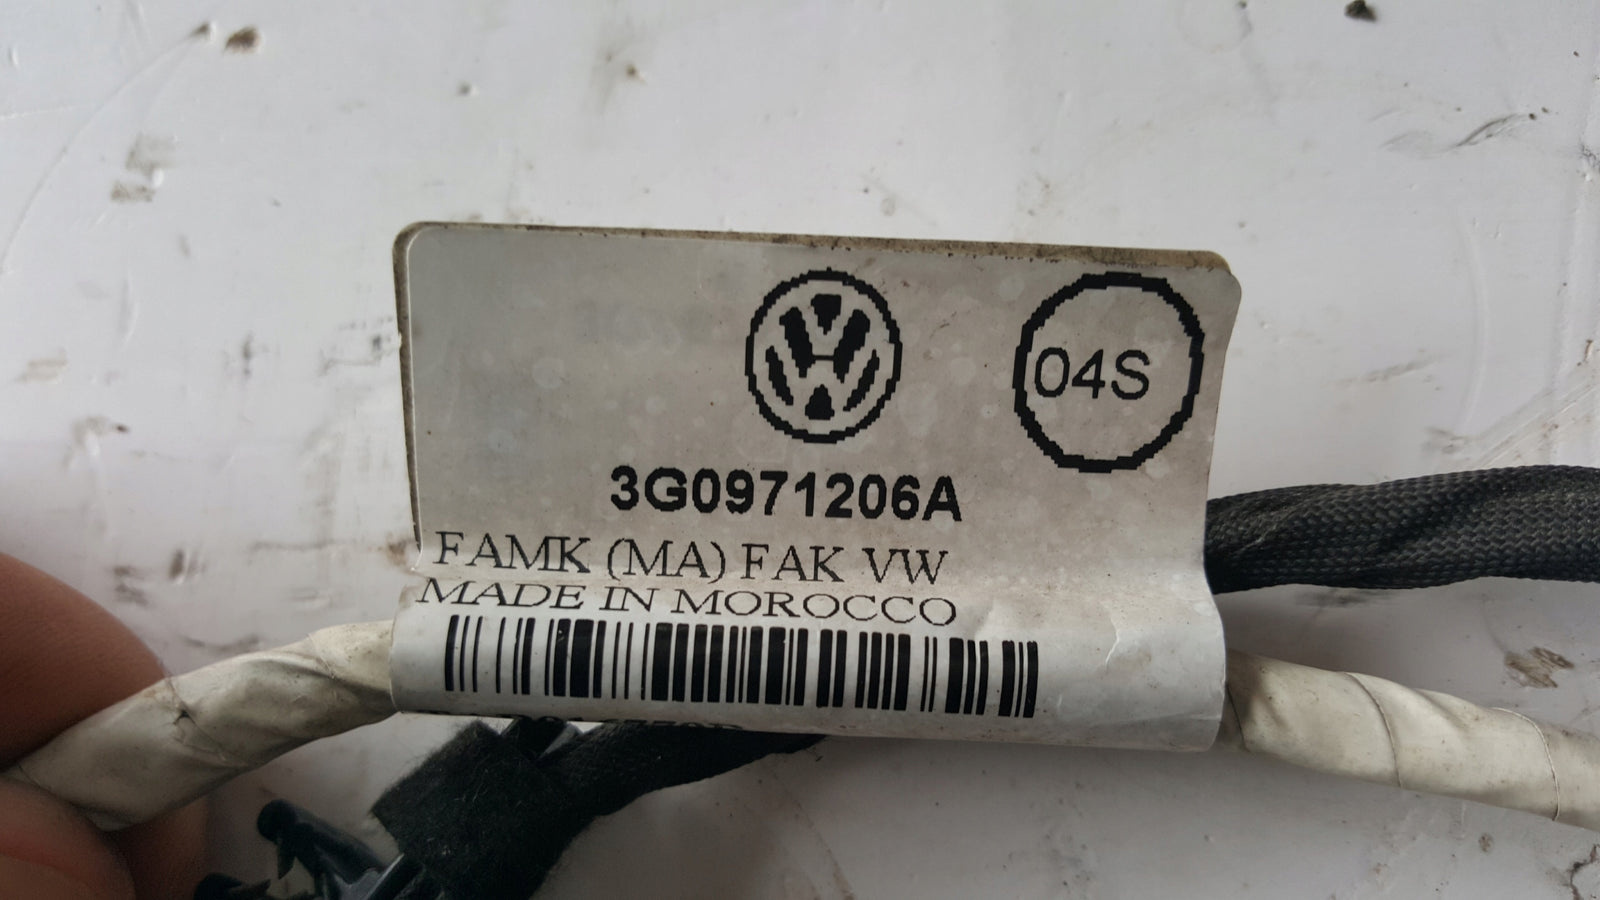 04S
3G0971206A
FAMK (MA) FAK VW
MADE IN MOROCCO